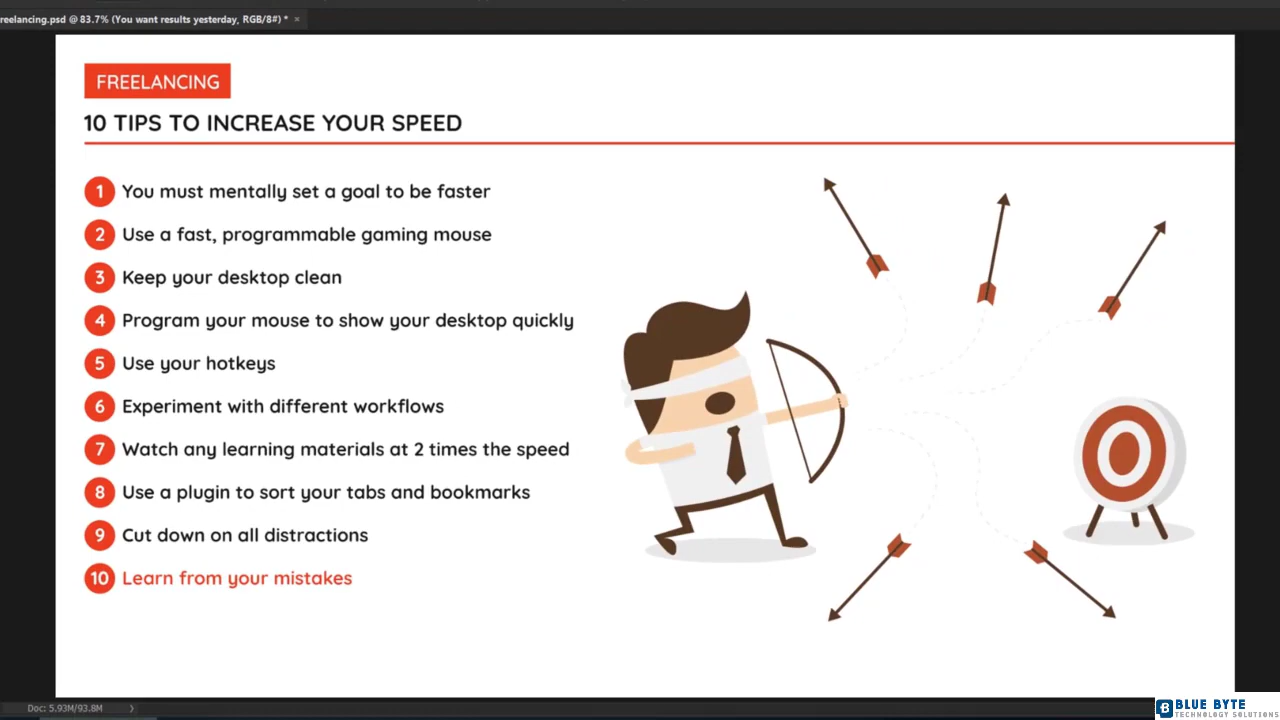 reelancing.psd @ 83.7% (You want results yesterday, RGB/8#) * ×
FREELANCING
10 TIPS TO INCREASE YOUR SPEED
1 You must mentally set a goal to be faster
2 Use a fast, programmable gaming mouse
3 Keep your desktop clean
4 Program your mouse to show your desktop quickly
5 Use your hotkeys
6 Experiment with different workflows
7 Watch any learning materials at 2 times the speed
8 Use a plugin to sort your tabs and bookmarks
9 Cut down on all distractions
10 Learn from your mistakes
Doc: 5.93M/93.8M
B BLUE BYTE
TECHNOLOGY SOLUTIONS